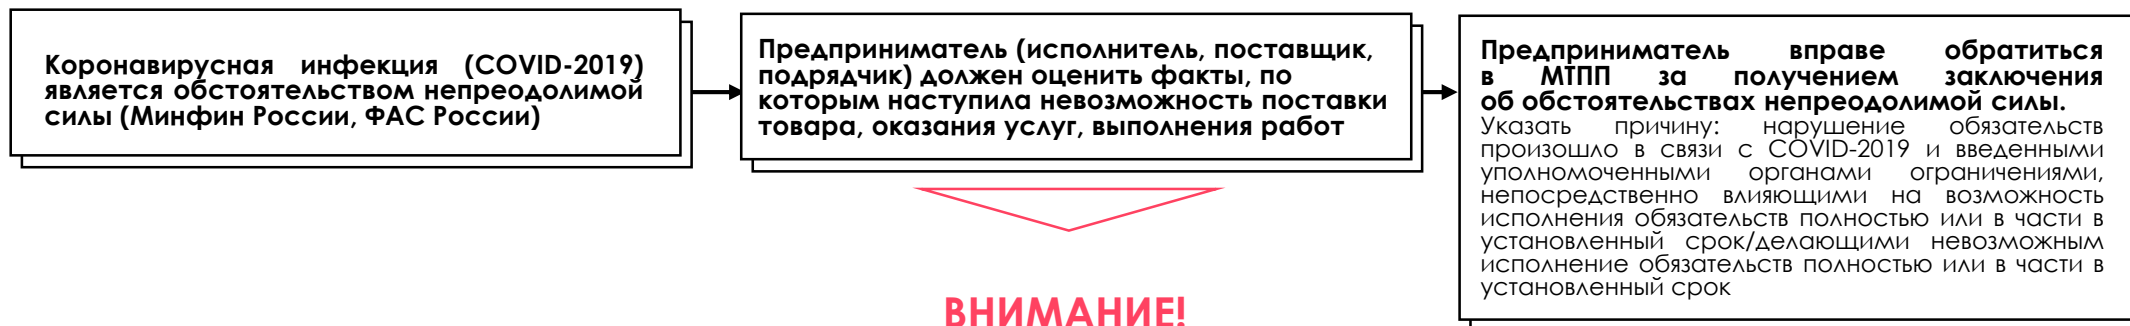 Коронавирусная инфекция (COVID-2019)
является обстоятельством непреодолимой
силы (Минфин России, ФАС России)
Предприниматель (исполнитель, поставщик,
подрядчик) должен оценить факты, по
которым наступила невозможность поставки
товара, оказания услуг, выполнения работ
Предприниматель вправе обратиться
в МТПП за получением заключения
об обстоятельствах непреодолимой силы.
Указать причину: нарушение обязательств
произошло в связи с COVID-2019 и введенными
уполномоченными органами ограничениями,
непосредственно влияющими на возможность
исполнения обязательств полностью или в части в
установленный срок/делающими невозможным
исполнение обязательств полностью или в части в
установленный срок
ВНИМАНИЕ!